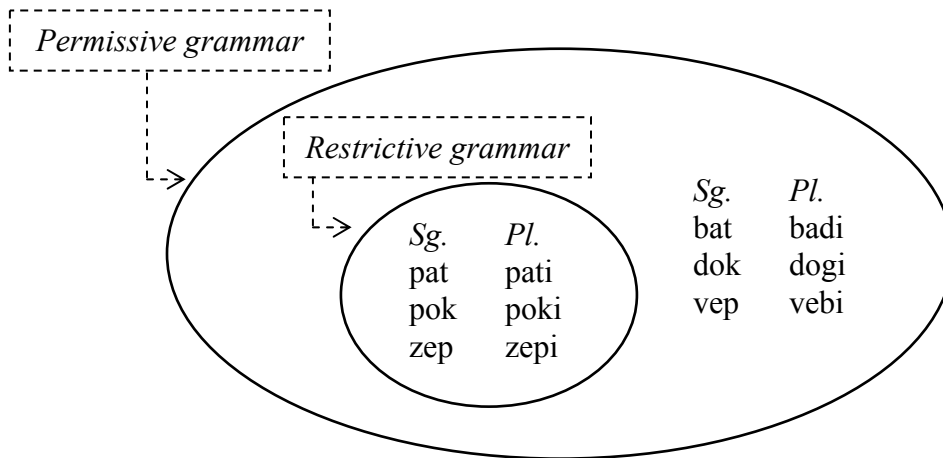 Permissive grammar
Restrictive grammar
Sg. Pl.
pat pati
pok poki
zep zepi
Sg. Pl.
bat badi
dok dogi
vep vebi